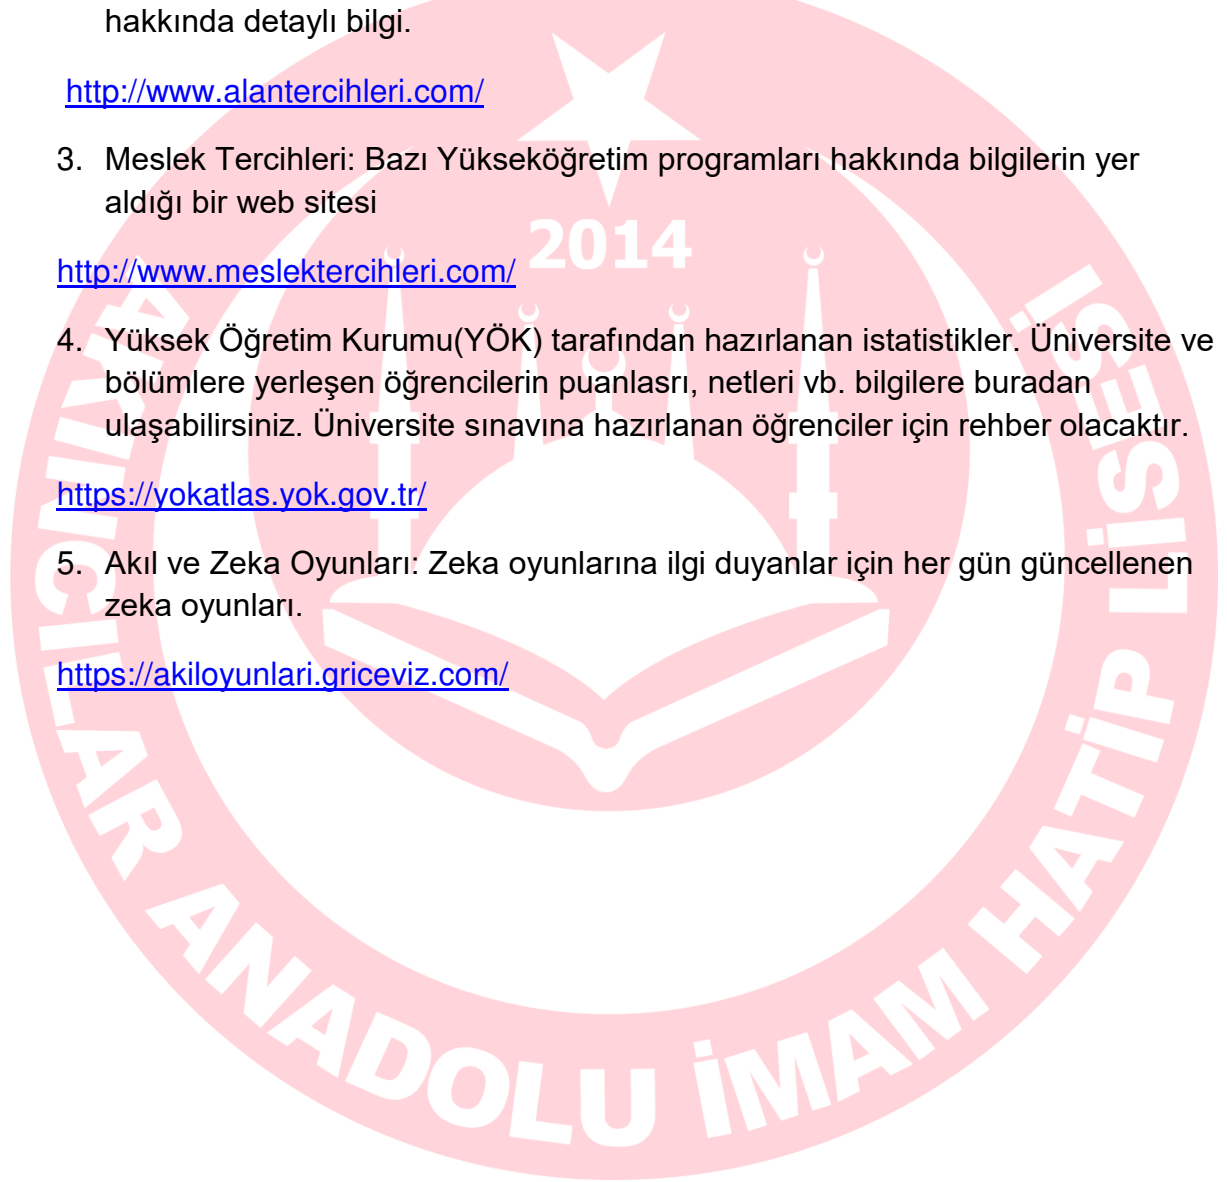 hakkında detaylı bilgi.
http://www.alantercihleri.com/
3. Meslek Tercihleri: Bazı Yükseköğretim programları hakkında bilgilerin yer
aldığı bir web sitesi
2014
http://www.meslektercihleri.com/
4. Yüksek Öğretim Kurumu(YÖK) tarafından hazırlanan istatistikler. Üniversite ve
bölümlere yerleşen öğrencilerin puanlasrı, netleri vb. bilgilere buradan
ulaşabilirsiniz. Üniversite sınavına hazırlanan öğrenciler için rehber olacaktır.
https://yokatlas.yok.gov.tr/
5. Akıl ve Zeka Oyunları: Zeka oyunlarına ilgi duyanlar için her gün güncellenen
zeka oyunları.
https://akiloyunlari.griceviz.com/
AKINCILAR ANADOLU İMAM HATİP LİSESİ